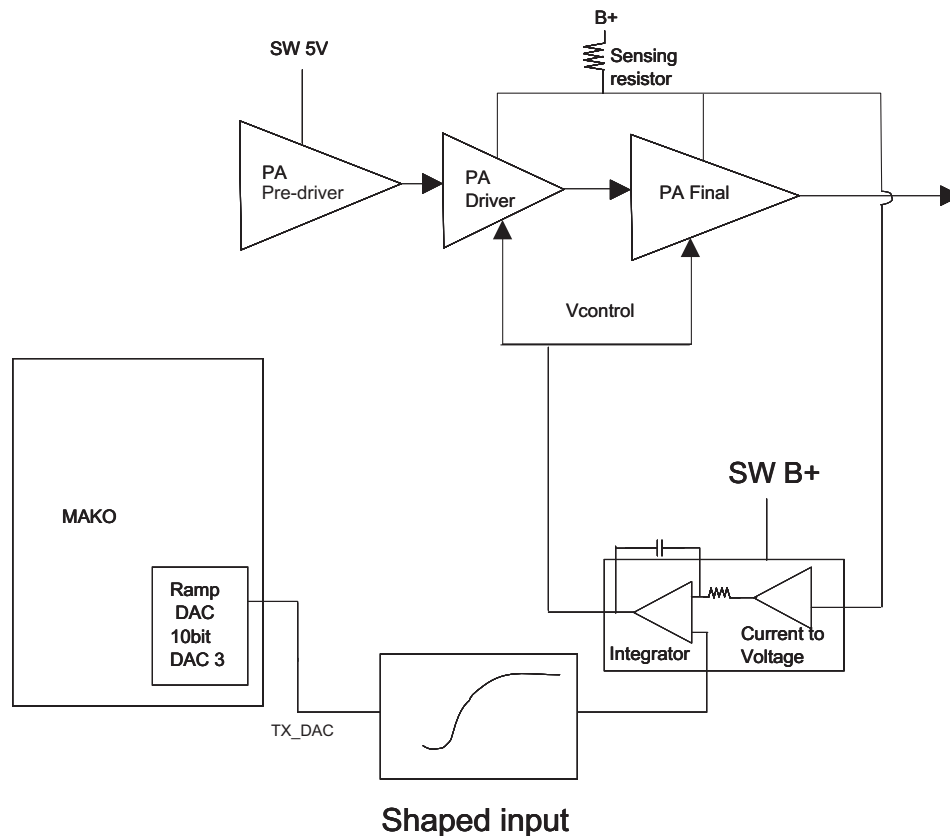 B+
SW 5V
Sensing
resistor
PA
Pre-driver
PA
Driver
PA Final
Vcontrol
SW B+
MAKO
Ramp
DAC
10bit
DAC 3
Integrator
Current to
Voltage
TX_DAC
Shaped input